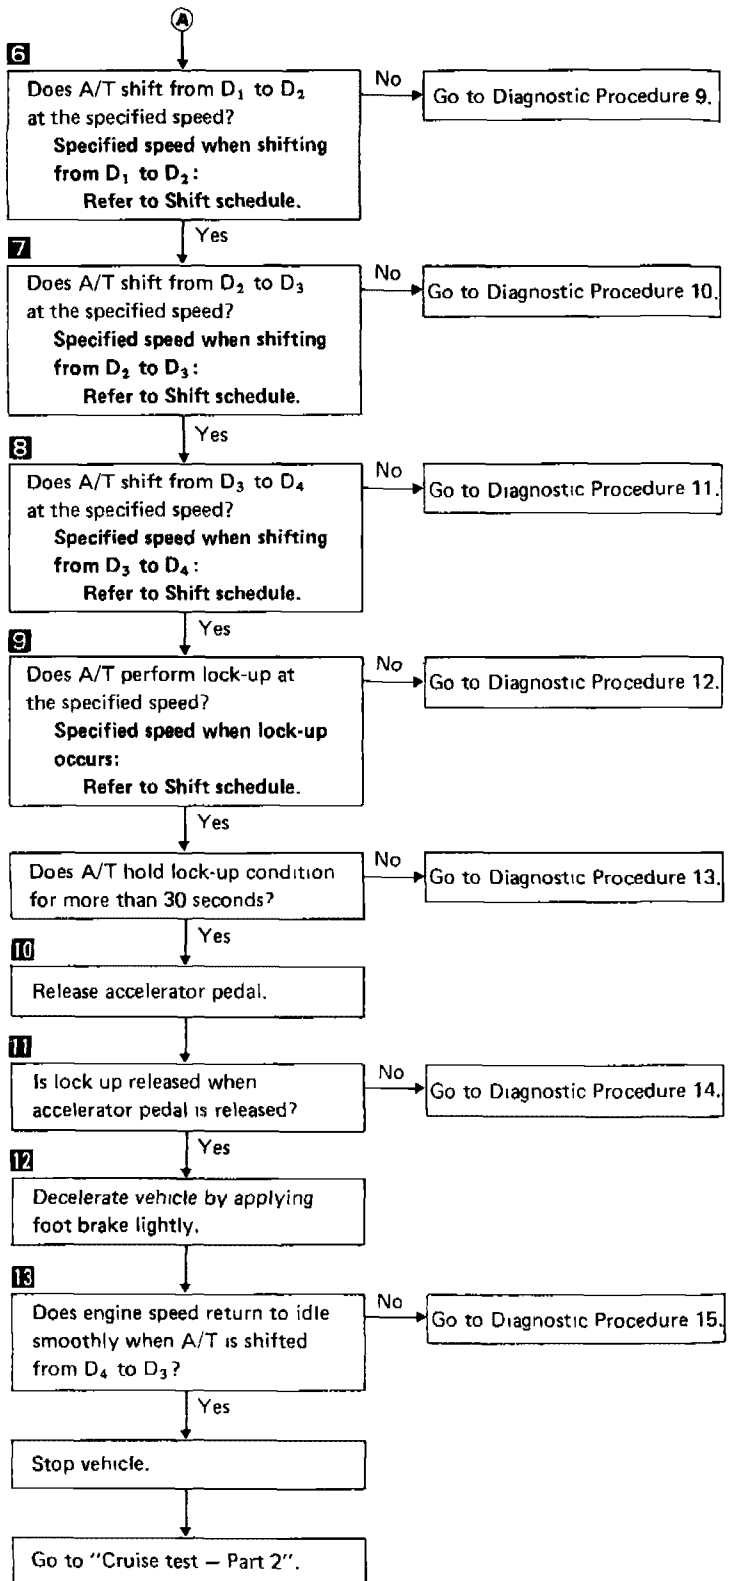 A
6
Does A/T shift from D₁ to D₂
at the specified speed?
Specified speed when shifting
from D₁ to D₂:
Refer to Shift schedule.
No
Go to Diagnostic Procedure 9.
Yes
7
Does A/T shift from D₂ to D₃
at the specified speed?
Specified speed when shifting
from D₂ to D₃:
Refer to Shift schedule.
No
Go to Diagnostic Procedure 10.
Yes
8
Does A/T shift from D₃ to D₄
at the specified speed?
Specified speed when shifting
from D₃ to D₄:
Refer to Shift schedule.
No
Go to Diagnostic Procedure 11.
Yes
9
Does A/T perform lock-up at
the specified speed?
Specified speed when lock-up
occurs:
Refer to Shift schedule.
No
Go to Diagnostic Procedure 12.
Yes
Does A/T hold lock-up condition
for more than 30 seconds?
No
Go to Diagnostic Procedure 13.
Yes
10
Release accelerator pedal.
11
Is lock up released when
accelerator pedal is released?
No
Go to Diagnostic Procedure 14.
Yes
12
Decelerate vehicle by applying
foot brake lightly.
13
Does engine speed return to idle
smoothly when A/T is shifted
from D₄ to D₃?
No
Go to Diagnostic Procedure 15.
Yes
Stop vehicle.
Go to "Cruise test — Part 2".